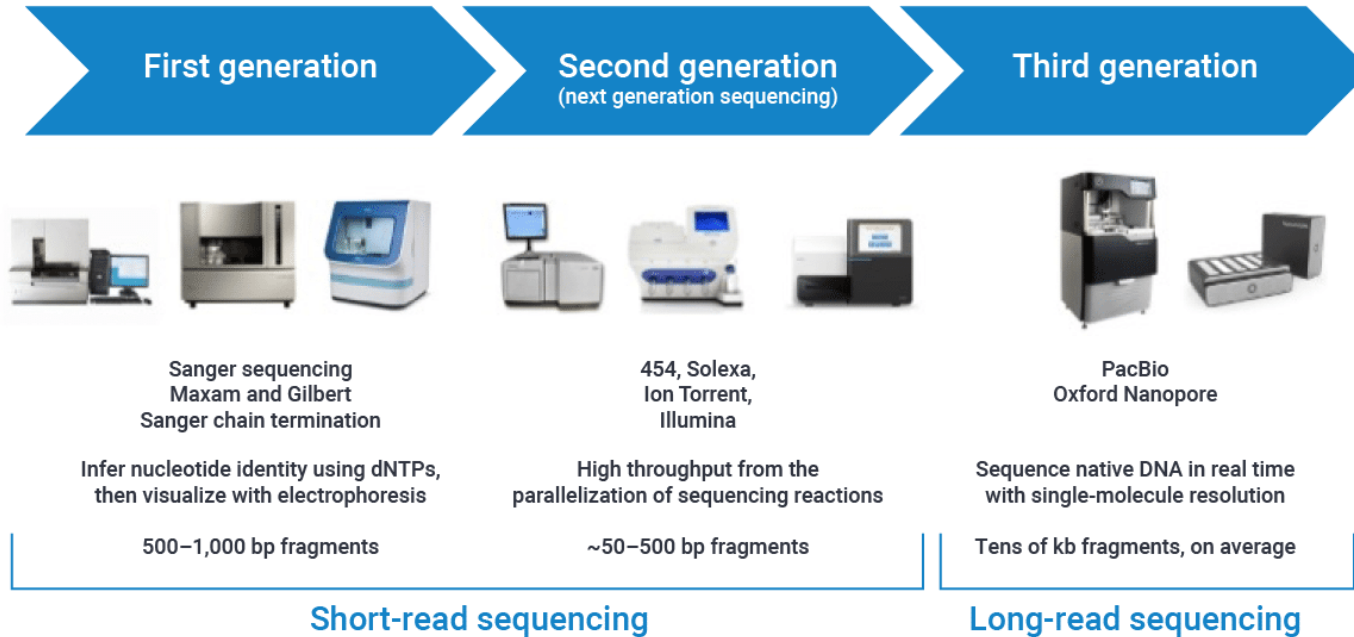 First generation
Second generation
(next generation sequencing)
Third generation
Sanger sequencing
Maxam and Gilbert
Sanger chain termination
454, Solexa,
Ion Torrent,
Illumina
PacBio
Oxford Nanopore
Infer nucleotide identity using dNTPs,
then visualize with electrophoresis
High throughput from the
parallelization of sequencing reactions
Sequence native DNA in real time
with single-molecule resolution
500–1,000 bp fragments
~50–500 bp fragments
Tens of kb fragments, on average
Short-read sequencing
Long-read sequencing